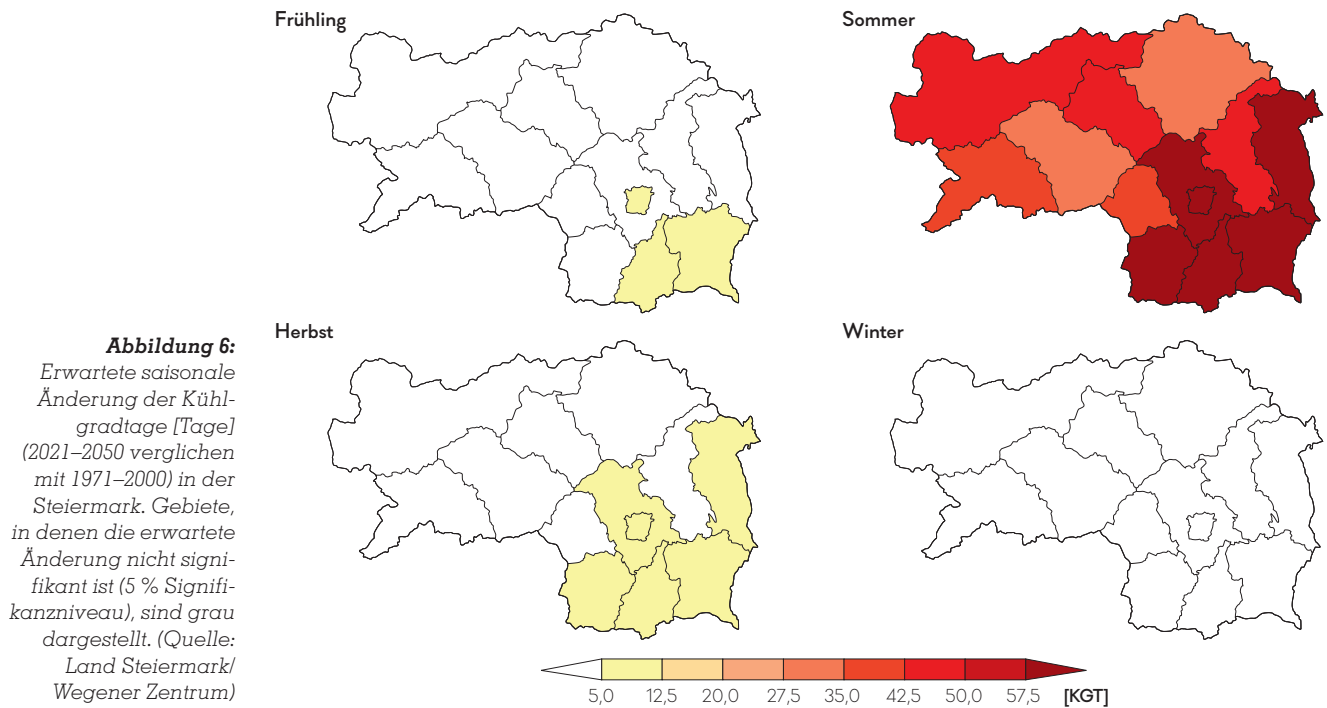 Frühling
Sommer
Herbst
Winter
Abbildung 6:
Erwartete saisonale
Änderung der Kühl-
gradtage [Tage]
(2021–2050 verglichen
mit 1971–2000) in der
Steiermark. Gebiete,
in denen die erwartete
Änderung nicht signi-
fikant ist (5 % Signifi-
kanzniveau), sind grau
dargestellt. (Quelle:
Land Steiermark/
Wegener Zentrum)
5,0 12,5 20,0 27,5 35,0 42,5 50,0 57,5 [KGT]